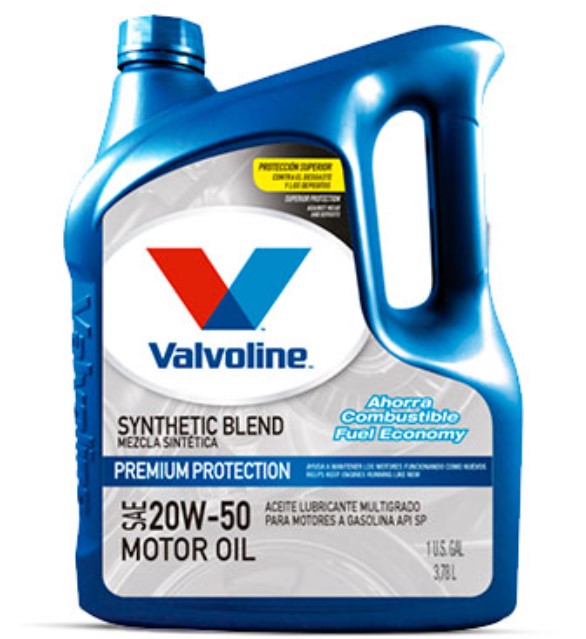 PROTECCIÓN SUPERIOR
CONTRA EL DESGASTE
Y LOS DEPÓSITOS
SUPERIOR PROTECTION
AGAINST WEAR
AND DEPOSITS
Valvoline™
SYNTHETIC BLEND
MEZCLA SINTÉTICA
Ahorra
Combustible
Fuel Economy
PREMIUM PROTECTION
AYUDA A MANTENER LOS MOTORES FUNCIONANDO COMO NUEVOS
HELPS KEEP ENGINES RUNNING LIKE NEW
SAE 20W-50
MOTOR OIL
ACEITE LUBRICANTE MULTIGRADO
PARA MOTORES A GASOLINA API SP
1 U.S. GAL
3,78 L
Valvoline